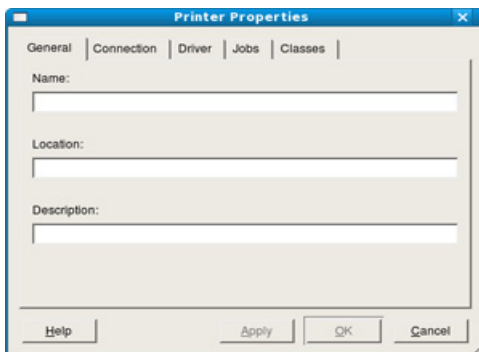 Printer Properties
General Connection Driver Jobs Classes
Name:
Location:
Description:
Help Apply OK Cancel